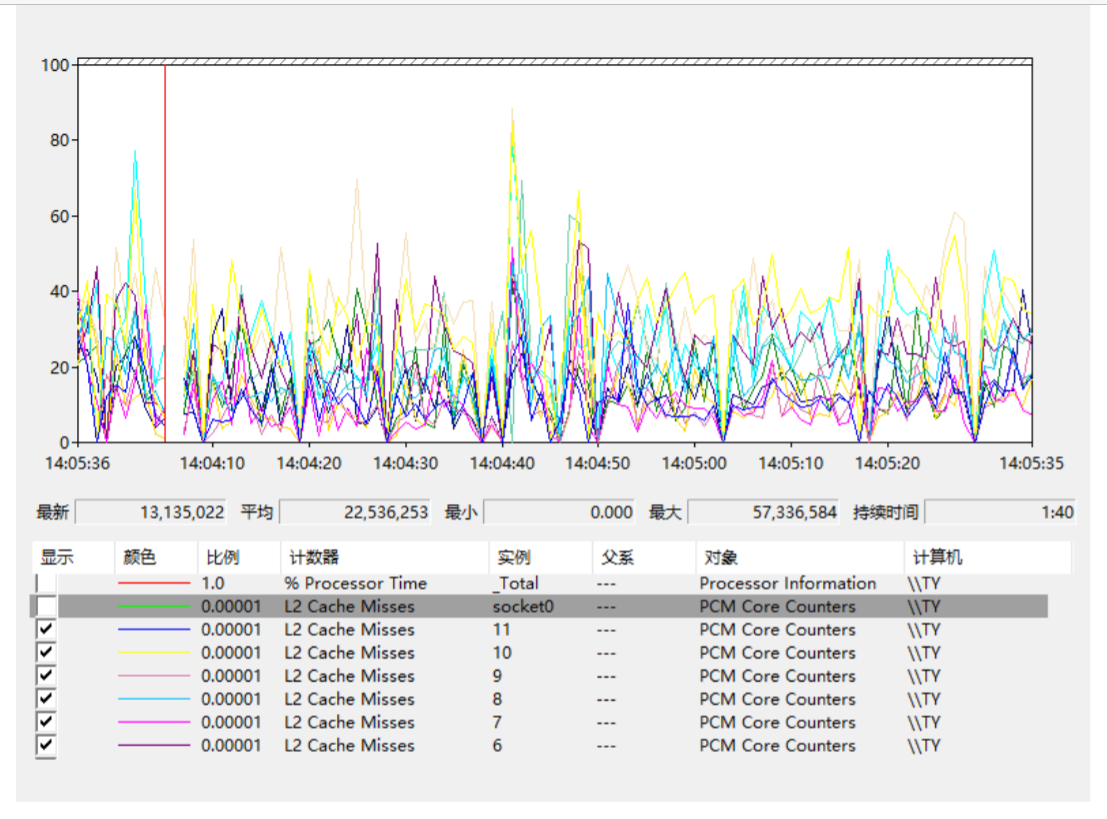 100
80
60
40
20
0
14:05:36 14:04:10 14:04:20 14:04:30 14:04:40 14:04:50 14:05:00 14:05:10 14:05:20 14:05:35
最新 13,135,022 平均 22,536,253 最小 0.000 最大 57,336,584 持续时间 1:40
显示 颜色 比例 计数器 实例 父系 对象 计算机
1.0 % Processor Time _Total --- Processor Information \\TY
0.00001 L2 Cache Misses socket0 --- PCM Core Counters \\TY
0.00001 L2 Cache Misses 11 --- PCM Core Counters \\TY
0.00001 L2 Cache Misses 10 --- PCM Core Counters \\TY
0.00001 L2 Cache Misses 9 --- PCM Core Counters \\TY
0.00001 L2 Cache Misses 8 --- PCM Core Counters \\TY
0.00001 L2 Cache Misses 7 --- PCM Core Counters \\TY
0.00001 L2 Cache Misses 6 --- PCM Core Counters \\TY